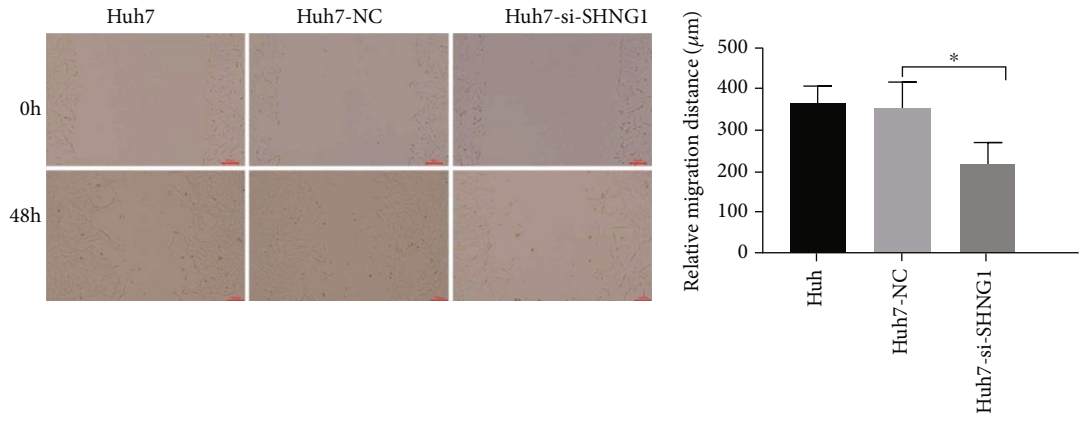 Huh7
Huh7-NC
Huh7-si-SHNG1
0h
48h
Relative migration distance (μm)
500
400
300
200
100
0
*
Huh
Huh7-NC
Huh7-si-SHNG1